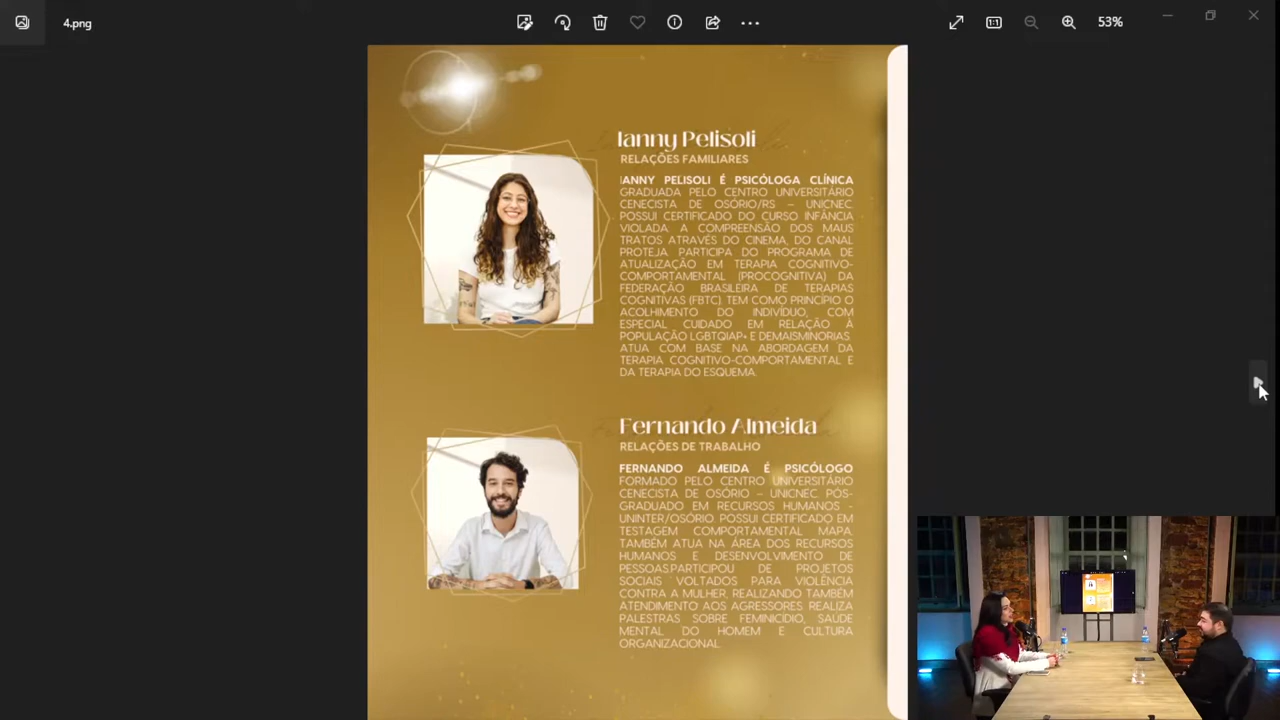 4.png
53%
Ianny Pelisoli
RELAÇÕES FAMILIARES
IANNY PELISOLI É PSICÓLOGA CLÍNICA
GRADUADA PELO CENTRO UNIVERSITÁRIO
CENECISTA DE OSÓRIO/RS – UNICNEC.
POSSUI CERTIFICADO DO CURSO INFÂNCIA
VIOLADA: A COMPREENSÃO DOS MAUS
TRATOS ATRAVÉS DO CINEMA, DO CANAL
PROTEJA. PARTICIPA DO PROGRAMA DE
ATUALIZAÇÃO EM TERAPIA COGNITIVO-
COMPORTAMENTAL (PROCOGNITIVA) DA
FEDERAÇÃO BRASILEIRA DE TERAPIAS
COGNITIVAS (FBTC). TEM COMO PRINCÍPIO O
ACOLHIMENTO DO INDIVÍDUO, COM
ESPECIAL CUIDADO EM RELAÇÃO À
POPULAÇÃO LGBTQIAP+ E DEMAISMINORIAS.
ATUA COM BASE NA ABORDAGEM DA
TERAPIA COGNITIVO-COMPORTAMENTAL E
DA TERAPIA DO ESQUEMA.
Fernando Almeida
RELAÇÕES DE TRABALHO
FERNANDO ALMEIDA É PSICÓLOGO
FORMADO PELO CENTRO UNIVERSITÁRIO
CENECISTA DE OSÓRIO – UNICNEC. PÓS-
GRADUADO EM RECURSOS HUMANOS -
UNINTER/OSÓRIO. POSSUI CERTIFICADO EM
TESTAGEM COMPORTAMENTAL MAPA.
TAMBÉM ATUA NA ÁREA DOS RECURSOS
HUMANOS E DESENVOLVIMENTO DE
PESSOAS.PARTICIPOU DE PROJETOS
SOCIAIS VOLTADOS PARA VIOLÊNCIA
CONTRA A MULHER, REALIZANDO TAMBÉM
ATENDIMENTO AOS AGRESSORES. REALIZA
PALESTRAS SOBRE FEMINICÍDIO, SAÚDE
MENTAL DO HOMEM E CULTURA
ORGANIZACIONAL.